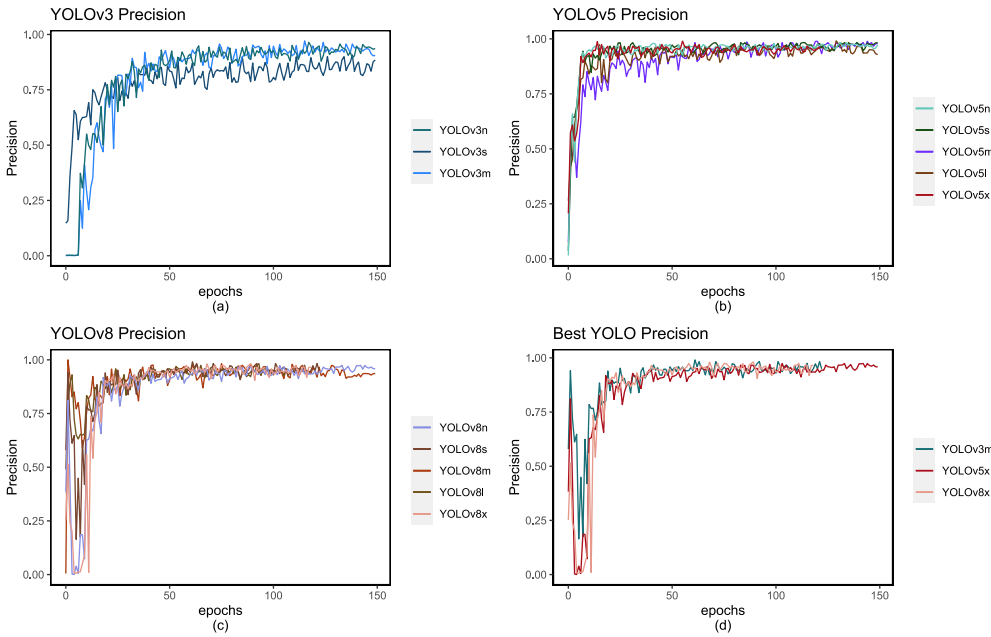 YOLOv3 Precision
1.00
0.75
0.50
0.25
0.00
Precision
0
50
100
150
epochs
(a)
YOLOv3n
YOLOv3s
YOLOv3m
YOLOv5 Precision
1.00
0.75
0.50
0.25
0.00
Precision
0
50
100
150
epochs
(b)
YOLOv5n
YOLOv5s
YOLOv5m
YOLOv5l
YOLOv5x
YOLOv8 Precision
1.00
0.75
0.50
0.25
0.00
Precision
0
50
100
150
epochs
(c)
YOLOv8n
YOLOv8s
YOLOv8m
YOLOv8l
YOLOv8x
Best YOLO Precision
1.00
0.75
0.50
0.25
0.00
Precision
0
50
100
150
epochs
(d)
YOLOv3m
YOLOv5x
YOLOv8x